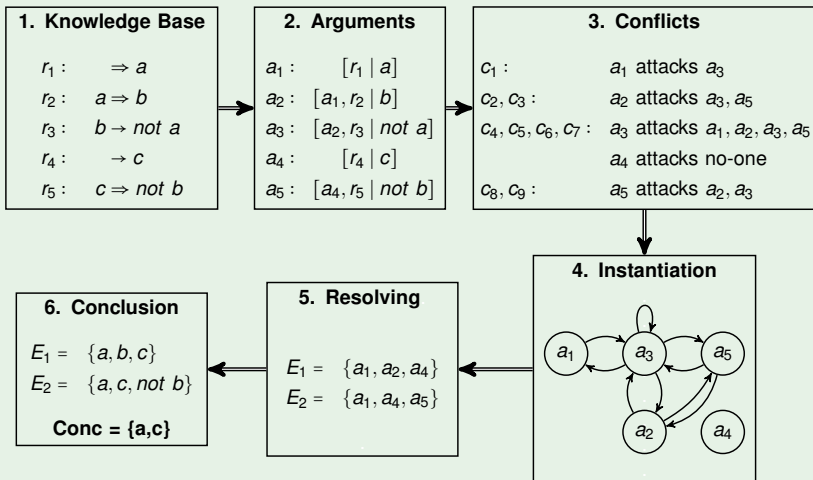 1. Knowledge Base
r₁ : ⇒ a
r₂ : a ⇒ b
r₃ : b → not a
r₄ : → c
r₅ : c ⇒ not b
2. Arguments
a₁ : [r₁ | a]
a₂ : [a₁, r₂ | b]
a₃ : [a₂, r₃ | not a]
a₄ : [r₄ | c]
a₅ : [a₄, r₅ | not b]
3. Conflicts
c₁ : a₁ attacks a₃
c₂, c₃ : a₂ attacks a₃, a₅
c₄, c₅, c₆, c₇ : a₃ attacks a₁, a₂, a₃, a₅
a₄ attacks no-one
c₈, c₉ : a₅ attacks a₂, a₃
4. Instantiation
a₁ a₃ a₅
a₂ a₄
5. Resolving
E₁ = {a₁, a₂, a₄}
E₂ = {a₁, a₄, a₅}
6. Conclusion
E₁ = {a, b, c}
E₂ = {a, c, not b}
Conc = {a,c}